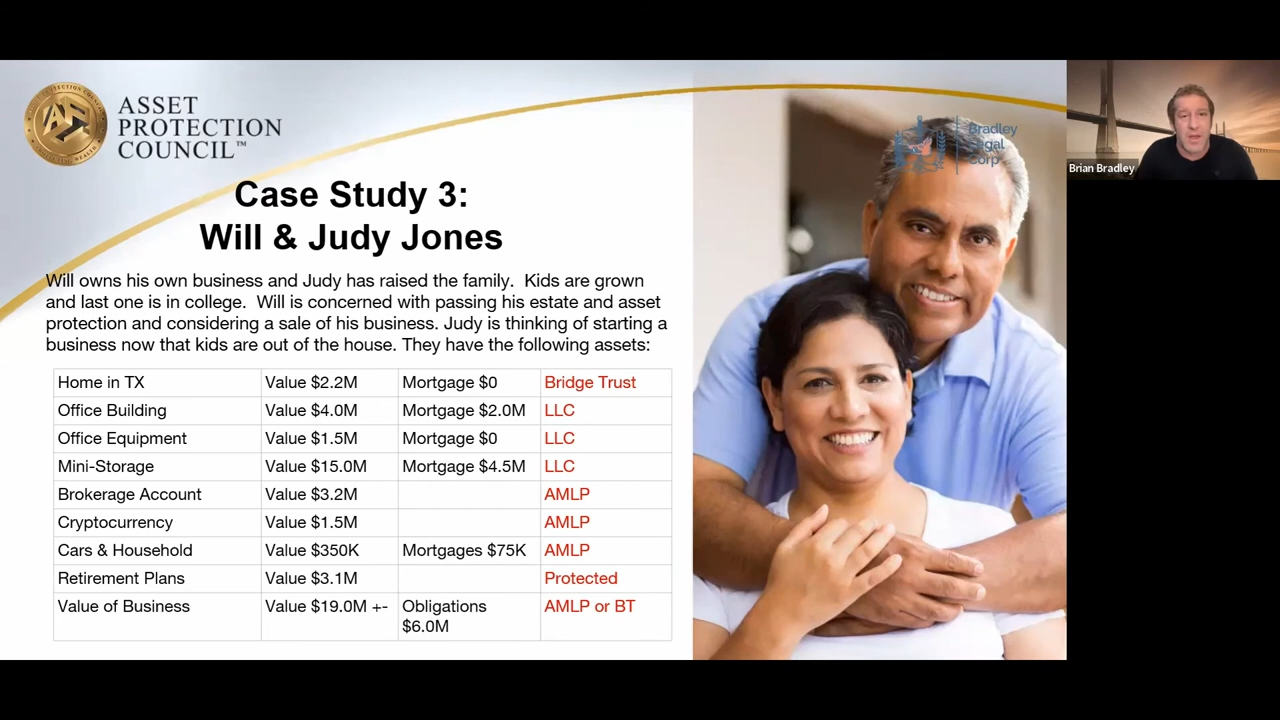 ASSET
PROTECTION
COUNCIL™
Case Study 3:
Will & Judy Jones
Will owns his own business and Judy has raised the family.  Kids are grown
and last one is in college.  Will is concerned with passing his estate and asset
protection and considering a sale of his business. Judy is thinking of starting a
business now that kids are out of the house. They have the following assets:
Home in TX Value $2.2M Mortgage $0 Bridge Trust
Office Building Value $4.0M Mortgage $2.0M LLC
Office Equipment Value $1.5M Mortgage $0 LLC
Mini-Storage Value $15.0M Mortgage $4.5M LLC
Brokerage Account Value $3.2M AMLP
Cryptocurrency Value $1.5M AMLP
Cars & Household Value $350K Mortgages $75K AMLP
Retirement Plans Value $3.1M Protected
Value of Business Value $19.0M +- Obligations AMLP or BT
$6.0M
Bradley
Legal
Corp
Brian Bradley